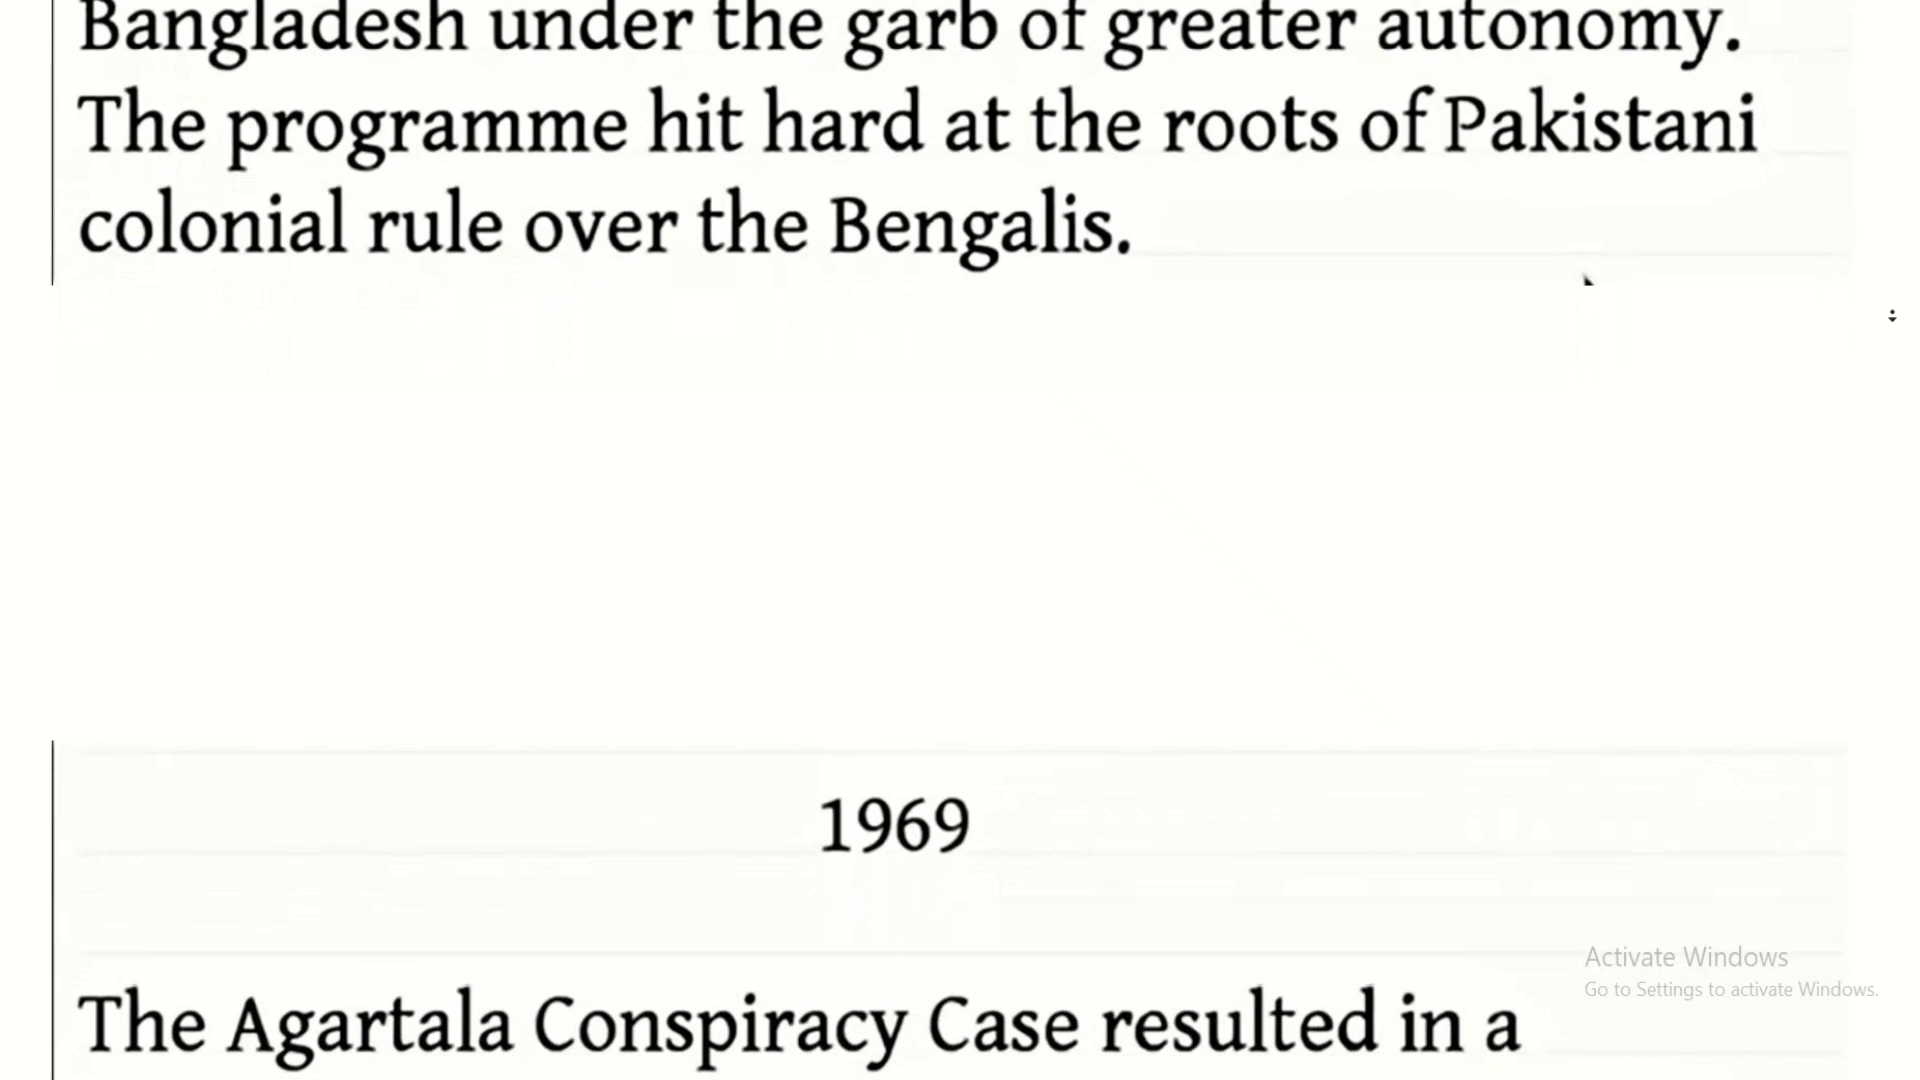 Bangladesh under the garb of greater autonomy.
The programme hit hard at the roots of Pakistani
colonial rule over the Bengalis.
1969
Activate Windows
Go to Settings to activate Windows.
The Agartala Conspiracy Case resulted in a